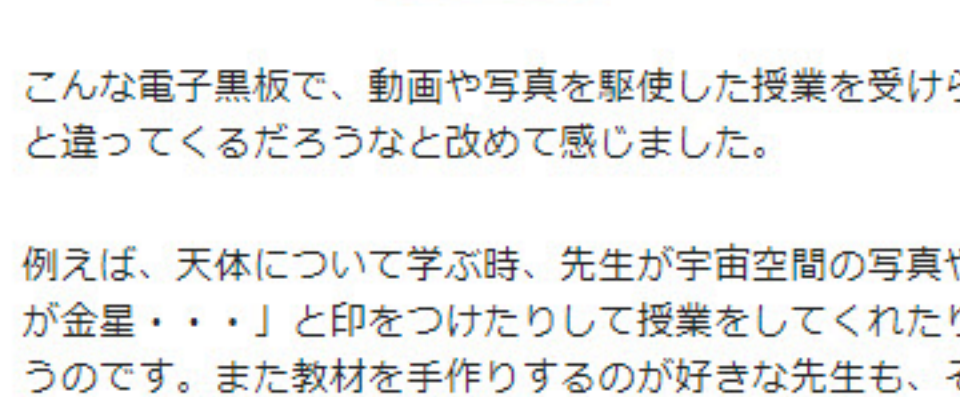 こんな電子黒板で、動画や写真を駆使した授業を受け
と違ってくるだろうなと改めて感じました。
例えば、天体について学ぶ時、先生が宇宙空間の写真
が金星・・・」と印をつけたりして授業をしてくれたり
うのです。また教材を手作りするのが好きな先生も、